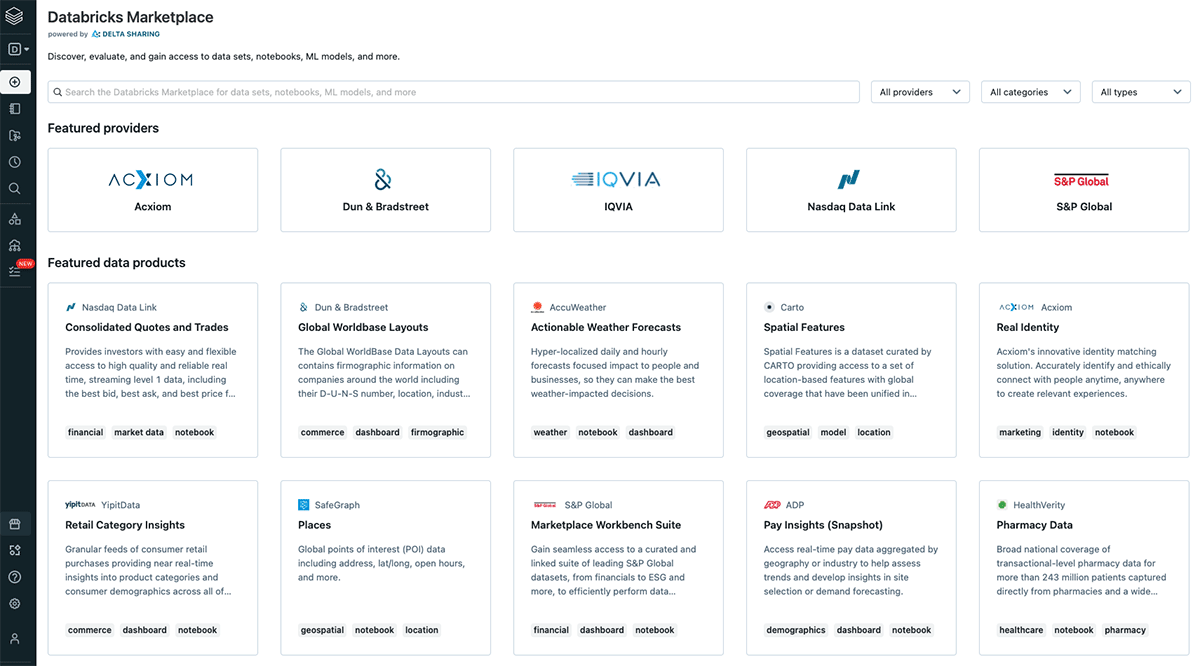 Databricks Marketplace
powered by DELTA SHARING
Discover, evaluate, and gain access to data sets, notebooks, ML models, and more.
D
Search the Databricks Marketplace for data sets, notebooks, ML models, and more
All providers
All categories
All types
Featured providers
ACXIOM
Acxiom
Dun & Bradstreet
IQVIA
IQVIA
Nasdaq Data Link
S&P Global
S&P Global
NEW
Featured data products
Nasdaq Data Link
Consolidated Quotes and Trades
Provides investors with easy and flexible
access to high quality and reliable real
time, streaming level 1 data, including
the best bid, best ask, and best price f...
financial market data notebook
Dun & Bradstreet
Global Worldbase Layouts
The Global WorldBase Data Layouts can
contains firmographic information on
companies around the world including
their D-U-N-S number, location, indust...
commerce dashboard firmographic
AccuWeather
Actionable Weather Forecasts
Hyper-localized daily and hourly
forecasts focused impact to people and
businesses, so they can make the best
weather-impacted decisions.
weather notebook dashboard
Carto
Spatial Features
Spatial Features is a dataset curated by
CARTO providing access to a set of
location-based features with global
coverage that have been unified in...
geospatial model location
ACXIOM Acxiom
Real Identity
Acxiom's innovative identity matching
solution. Accurately identify and ethically
connect with people anytime, anywhere
to create relevant experiences.
marketing identity notebook
yipitDATA YipitData
Retail Category Insights
Granular feeds of consumer retail
purchases providing near real-time
insights into product categories and
consumer demographics across all of...
commerce dashboard notebook
SafeGraph
Places
Global points of interest (POI) data
including address, lat/long, open hours,
and more.
geospatial notebook location
S&P Global S&P Global
Marketplace Workbench Suite
Gain seamless access to a curated and
linked suite of leading S&P Global
datasets, from financials to ESG and
more, to efficiently perform data...
financial dashboard notebook
ADP ADP
Pay Insights (Snapshot)
Access real-time pay data aggregated by
geography or industry to help assess
trends and develop insights in site
selection or demand forecasting.
demographics dashboard notebook
HealthVerity
Pharmacy Data
Broad national coverage of
transactional-level pharmacy data for
more than 243 million patients captured
directly from pharmacies and a wide...
healthcare notebook pharmacy